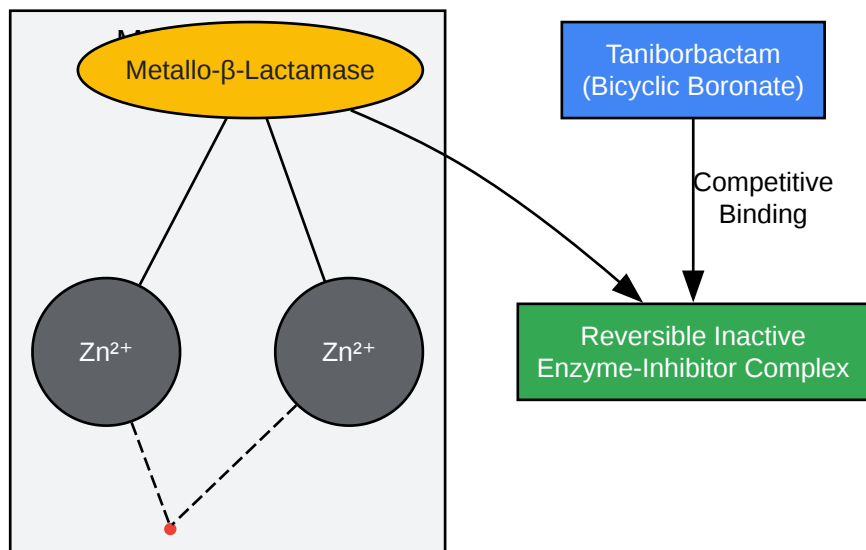 Metallo-β-Lactamase
Taniborbactam
(Bicyclic Boronate)
Competitive
Binding
Zn²⁺
Zn²⁺
Reversible Inactive
Enzyme-Inhibitor Complex